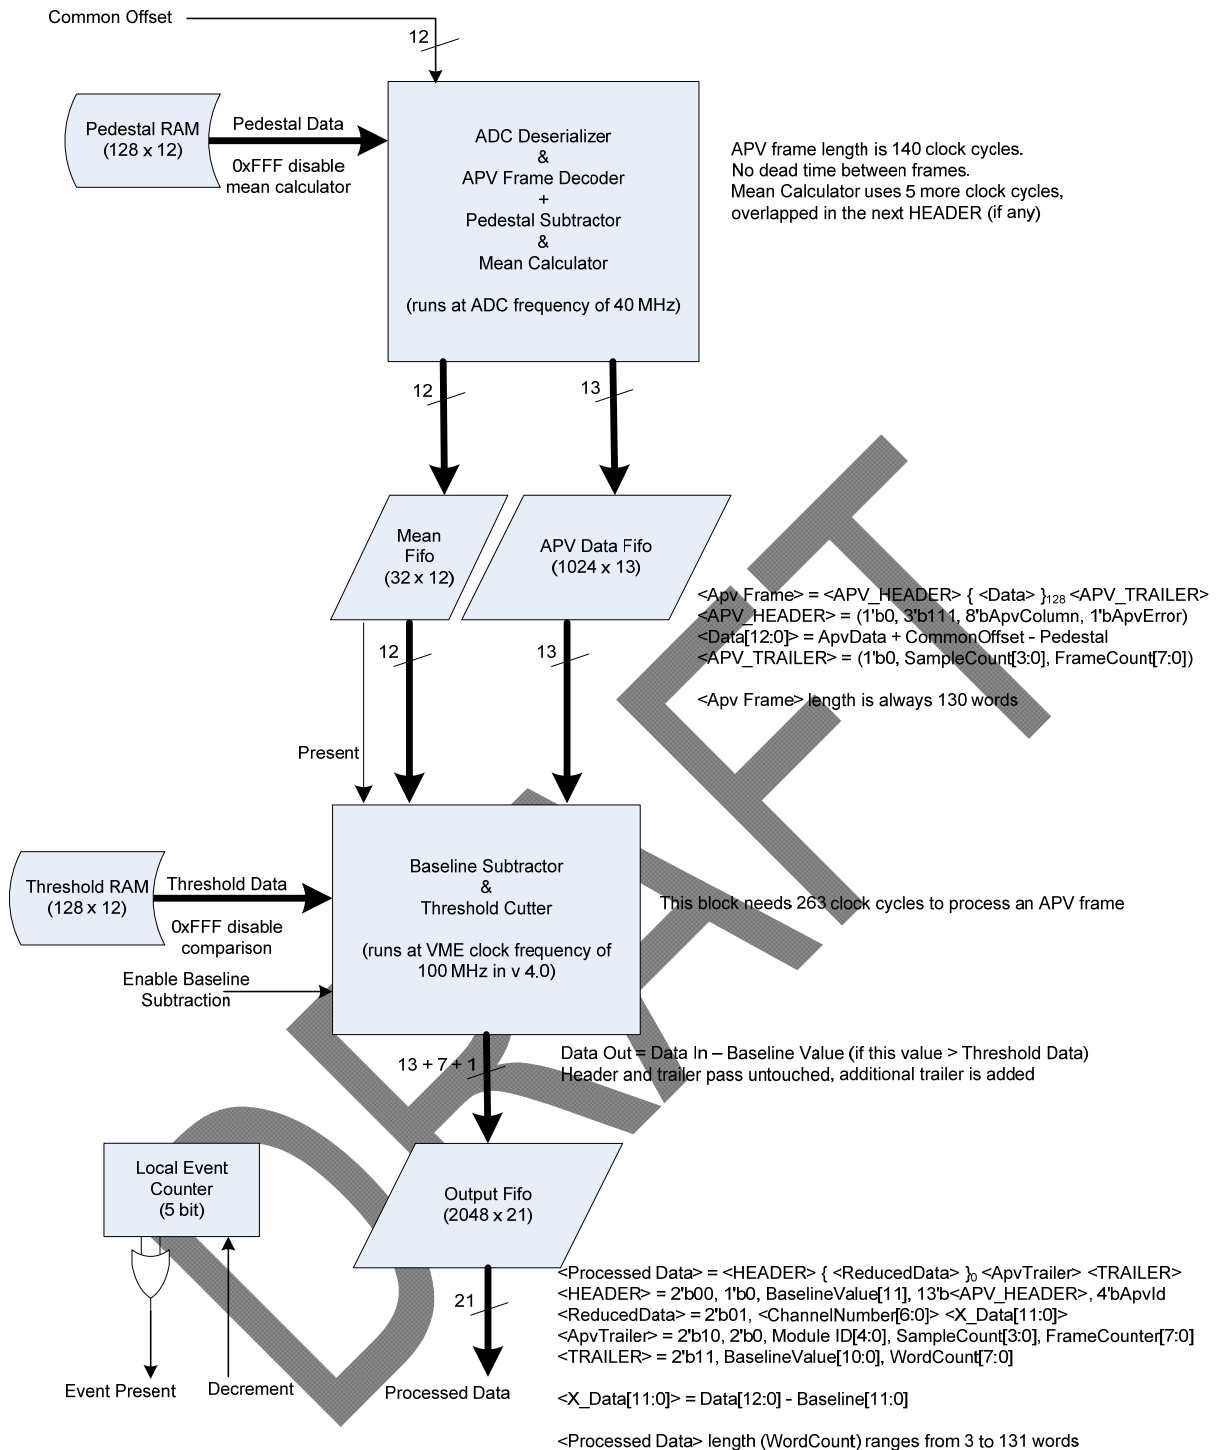 Common Offset
12
Pedestal RAM
(128 x 12)
Pedestal Data
0xFFF disable
mean calculator
ADC Deserializer
&
APV Frame Decoder
+
Pedestal Subtractor
&
Mean Calculator
(runs at ADC frequency of 40 MHz)
APV frame length is 140 clock cycles.
No dead time between frames.
Mean Calculator uses 5 more clock cycles,
overlapped in the next HEADER (if any)
12
13
Mean
Fifo
(32 x 12)
APV Data Fifo
(1024 x 13)
<Apv Frame> = <APV_HEADER> { <Data> }128 <APV_TRAILER>
<APV_HEADER> = (1'b0, 3'b111, 8'bApvColumn, 1'bApvError)
<Data[12:0]> = ApvData + CommonOffset - Pedestal
<APV_TRAILER> = (1'b0, SampleCount[3:0], FrameCount[7:0])
<Apv Frame> length is always 130 words
12
13
Present
Threshold RAM
(128 x 12)
Threshold Data
0xFFF disable
comparison
Enable Baseline
Subtraction
Baseline Subtractor
&
Threshold Cutter
(runs at VME clock frequency of
100 MHz in v 4.0)
This block needs 263 clock cycles to process an APV frame
13 + 7 + 1
Data Out = Data In – Baseline Value (if this value > Threshold Data)
Header and trailer pass untouched, additional trailer is added
Local Event
Counter
(5 bit)
Event Present
Decrement
Output Fifo
(2048 x 21)
21
Processed Data
<Processed Data> = <HEADER> { <ReducedData> }0 <ApvTrailer> <TRAILER>
<HEADER> = 2'b00, 1'b0, BaselineValue[11], 13'b<APV_HEADER>, 4'bApvId
<ReducedData> = 2'b01, <ChannelNumber[6:0]> <X_Data[11:0]>
<ApvTrailer> = 2'b10, 2'b0, Module ID[4:0], SampleCount[3:0], FrameCounter[7:0]
<TRAILER> = 2'b11, BaselineValue[10:0], WordCount[7:0]
<X_Data[11:0]> = Data[12:0] - Baseline[11:0]
<Processed Data> length (WordCount) ranges from 3 to 131 words
DRAFT